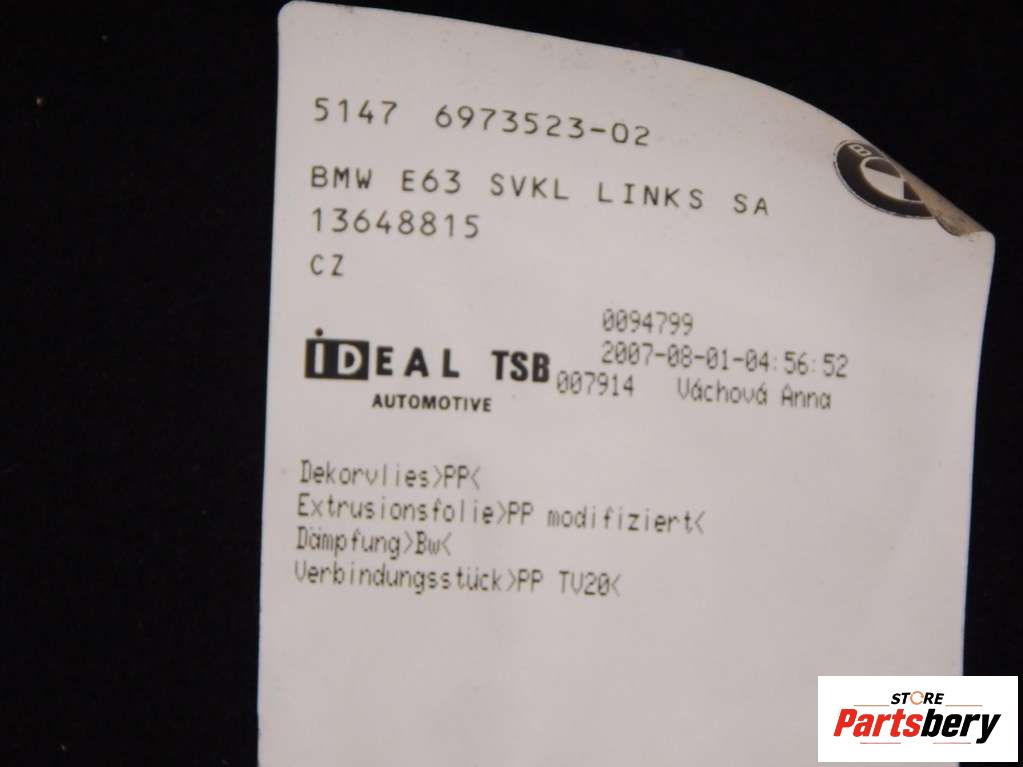 5147 6973523-02
B
BMW E63 SVKL LINKS SA
13648815
CZ
0094799
iDEAL TSB 2007-08-01-04:56:52
AUTOMOTIVE 007914 Váchová Anna
Dekorvlies>PP<
Extrusionsfolie>PP modifiziert<
Dämpfung>Bw<
Verbindungsstück>PP TV20<
STORE
Partsbery